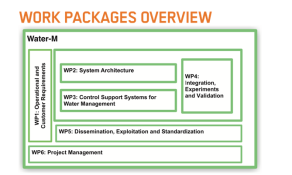 WORK PACKAGES OVERVIEW
Water-M
WP1: Operational and
Customer Requirements
WP2: System Architecture
WP3: Control Support Systems for
Water Management
WP4:
Integration,
Experiments
and Validation
WP5: Dissemination, Exploitation and Standardization
WP6: Project Management